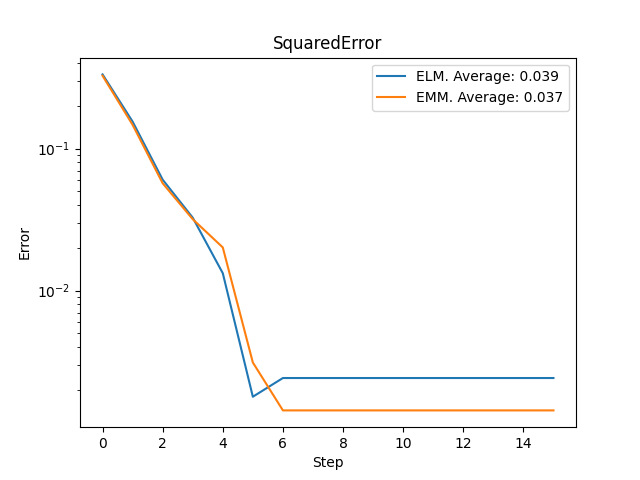 SquaredError
ELM. Average: 0.039
EMM. Average: 0.037
Error
10⁻¹
10⁻²
0 2 4 6 8 10 12 14
Step